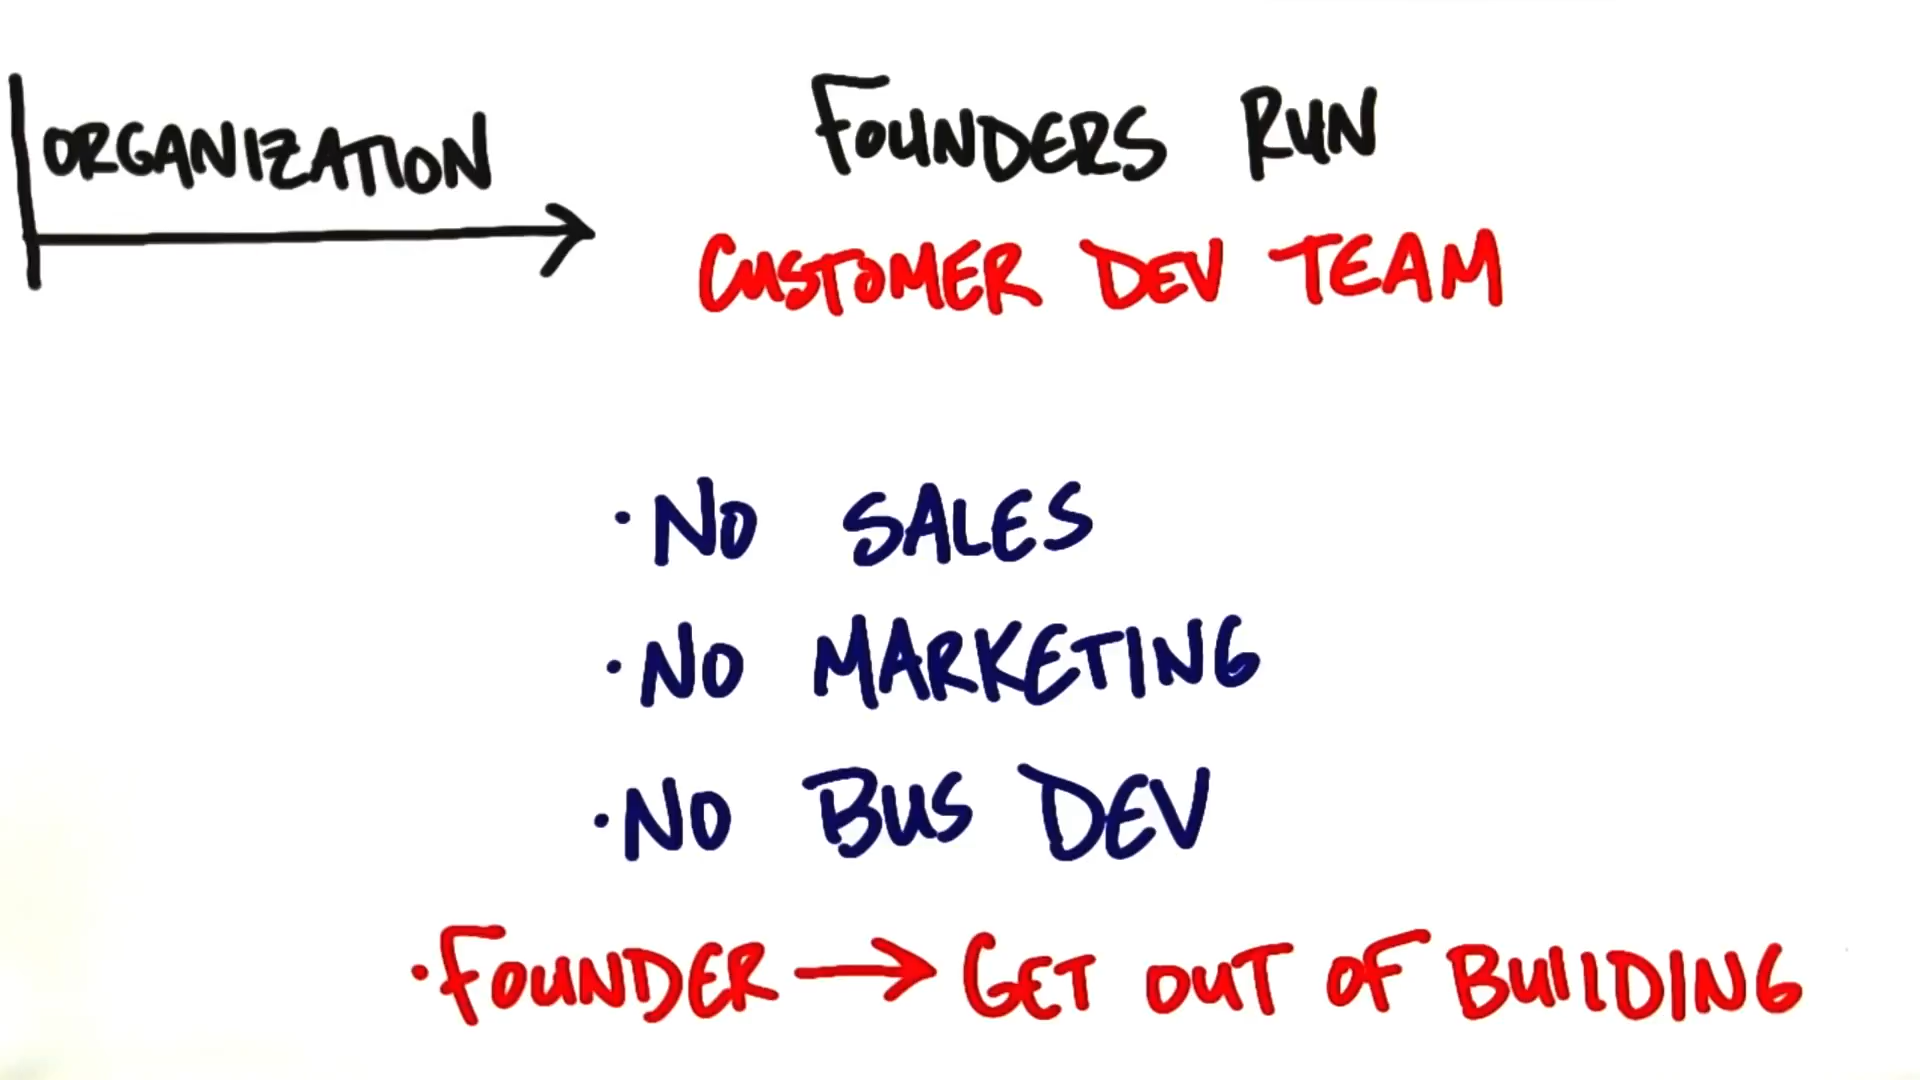 ORGANIZATION
FOUNDERS RUN
CUSTOMER DEV TEAM
· NO SALES
· NO MARKETING
· NO BUS DEV
· FOUNDER → GET OUT OF BUILDING